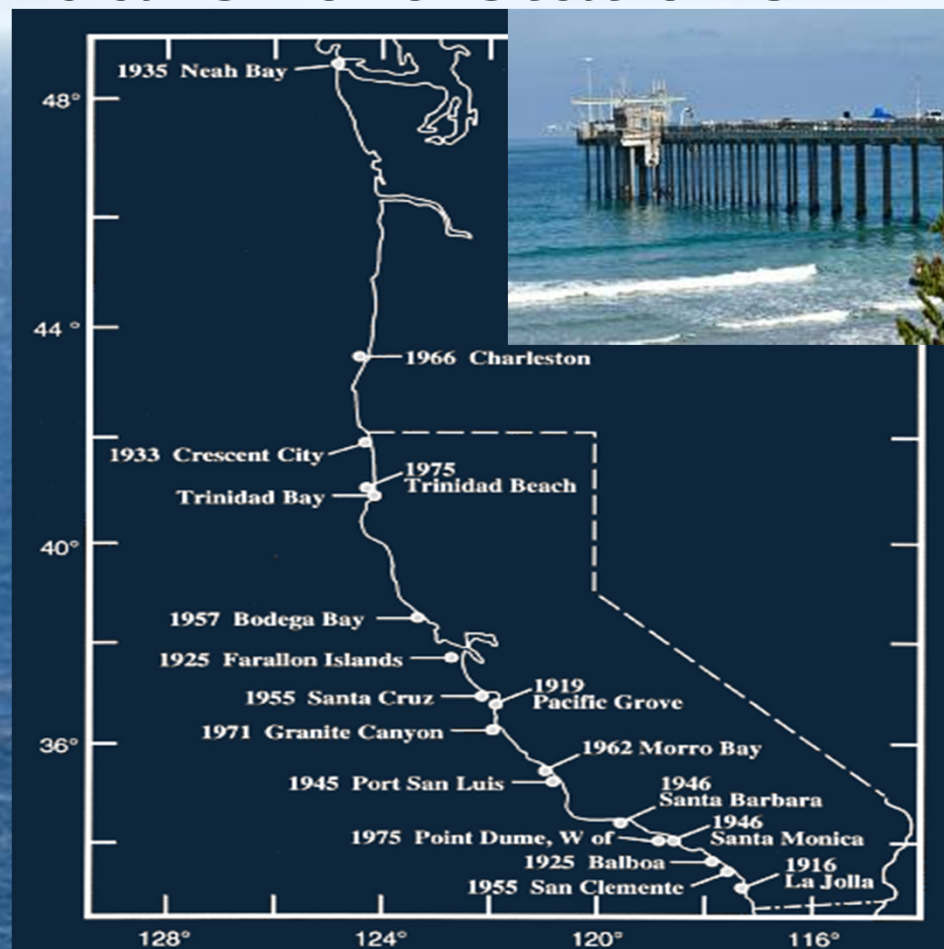 1935 Neah Bay
48°
44°
1966 Charleston
1933 Crescent City
1975
Trinidad Beach
Trinidad Bay
40°
1957 Bodega Bay
1925 Farallon Islands
1919
Pacific Grove
1955 Santa Cruz
1971 Granite Canyon
36°
1962 Morro Bay
1945 Port San Luis
1946
Santa Barbara
1946
Santa Monica
1975 Point Dume, W of
1925 Balboa
1916
La Jolla
1955 San Clemente
128°
124°
120°
116°